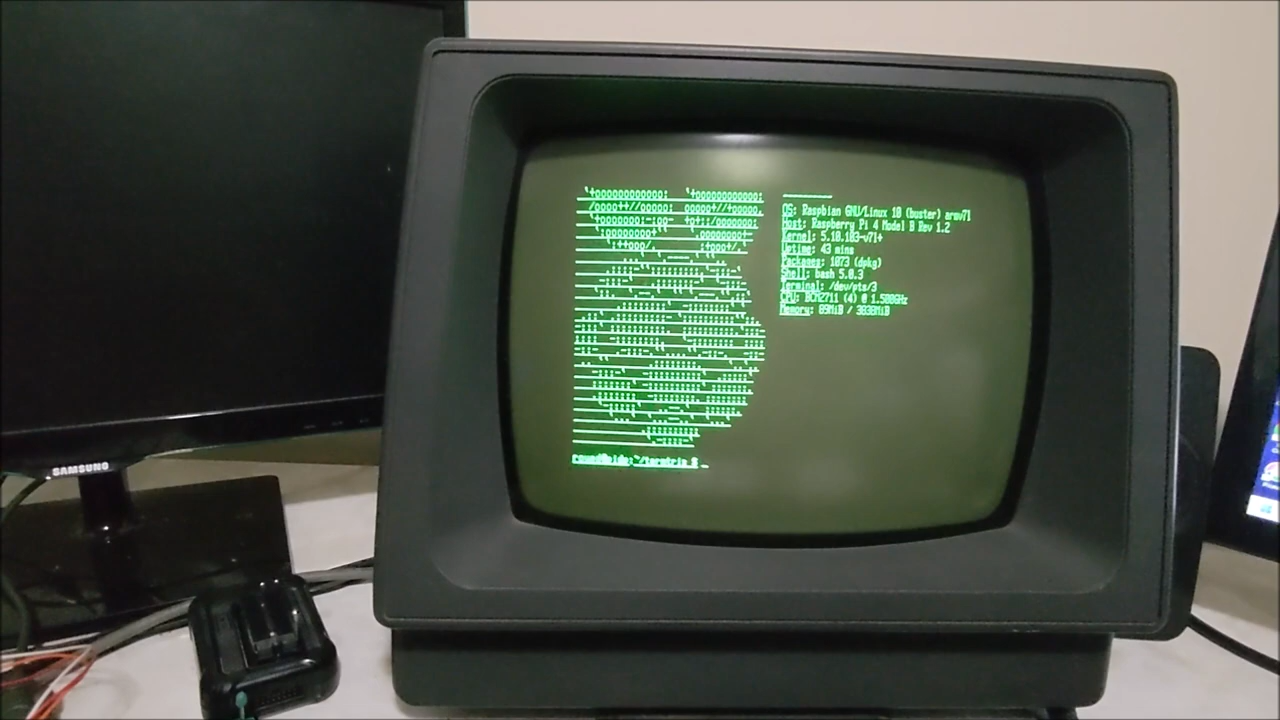 OS: Raspbian GNU/Linux 10 (buster) armv7l
Host: Raspberry Pi 4 Model B Rev 1.2
Kernel: 5.10.103-v7l+
Uptime: 43 mins
Packages: 1073 (dpkg)
Shell: bash 5.0.3
Terminal: /dev/pts/3
CPU: BCM2711 (4) @ 1.500GHz
Memory: 89MiB / 3838MiB
SAMSUNG